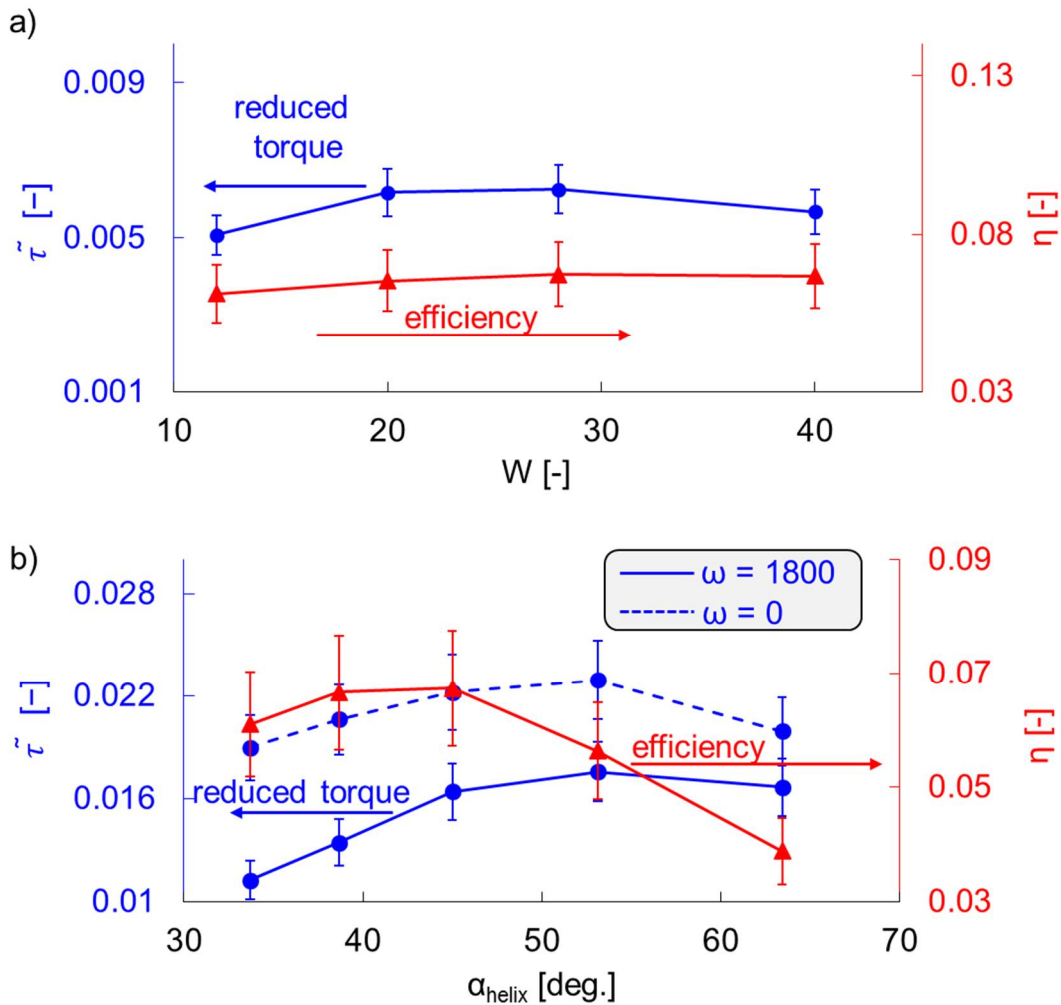 a)
0.009
0.005
0.001
τ̃ [−]
reduced
torque
efficiency
0.13
0.08
0.03
η [-]
10
20
30
40
W [-]
b)
ω = 1800
ω = 0
0.028
0.022
0.016
0.01
τ̃ [−]
efficiency
reduced torque
0.09
0.07
0.05
0.03
η [-]
30
40
50
60
70
αhelix [deg.]